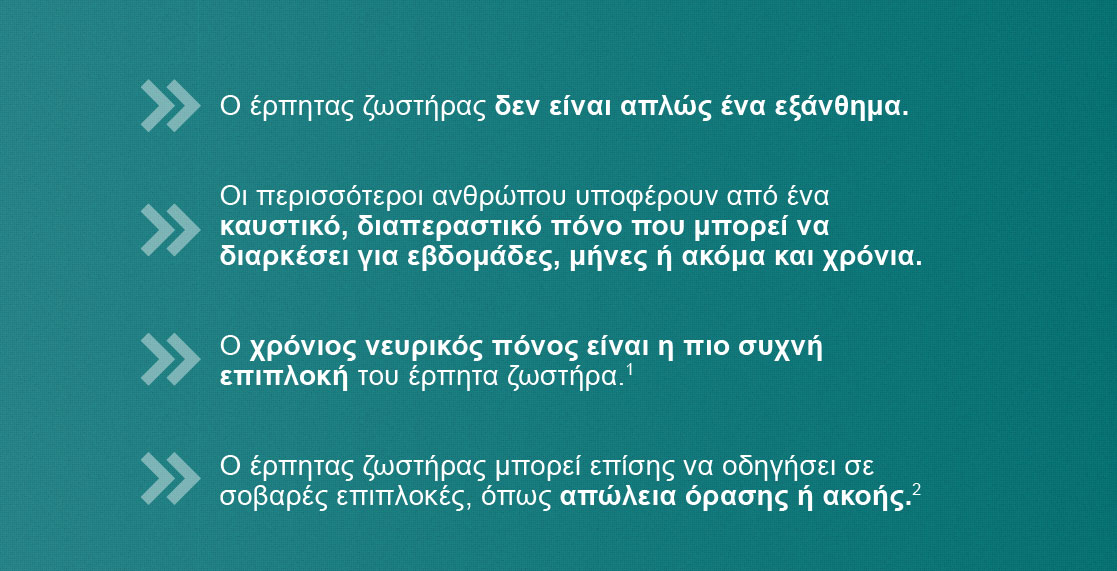 Ο έρπητας ζωστήρας δεν είναι απλώς ένα εξάνθημα.
Οι περισσότεροι ανθρώπου υποφέρουν από ένα
καυστικό, διαπεραστικό πόνο που μπορεί να
διαρκέσει για εβδομάδες, μήνες ή ακόμα και χρόνια.
Ο χρόνιος νευρικός πόνος είναι η πιο συχνή
επιπλοκή του έρπητα ζωστήρα.¹
Ο έρπητας ζωστήρας μπορεί επίσης να οδηγήσει σε
σοβαρές επιπλοκές, όπως απώλεια όρασης ή ακοής.²